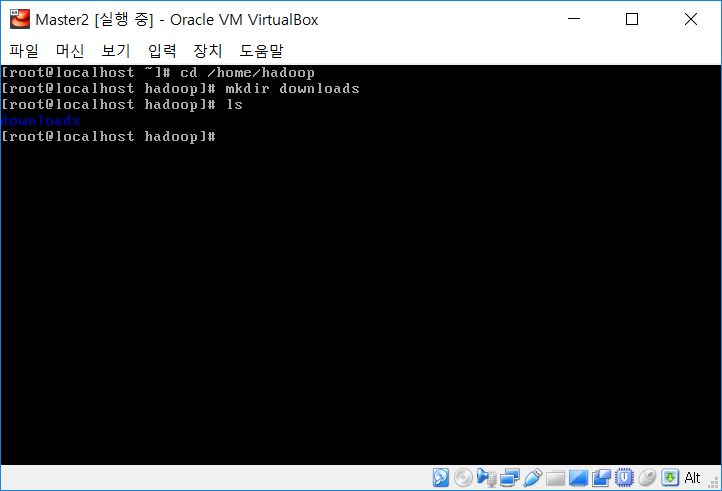 Master2 [실행 중] - Oracle VM VirtualBox
파일 머신 보기 입력 장치 도움말
[root@localhost ~]# cd /home/hadoop
[root@localhost hadoop]# mkdir downloads
[root@localhost hadoop]# ls
downloads
[root@localhost hadoop]#
Alt